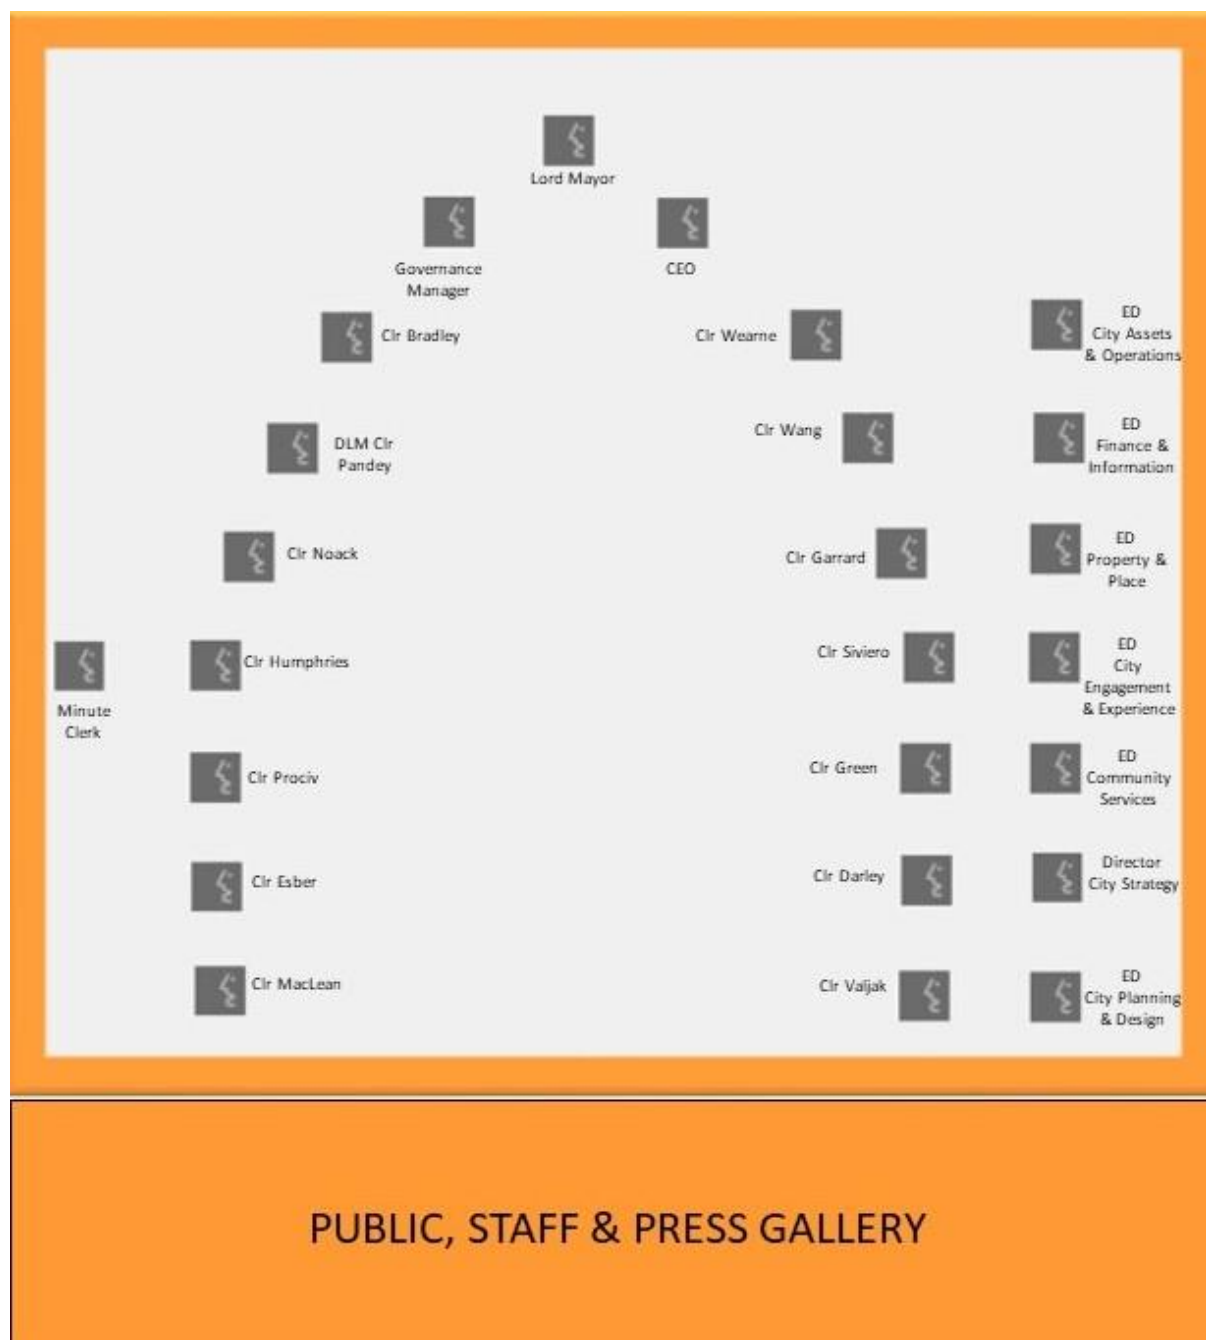 Lord Mayor
Governance
Manager
CEO
Clr Bradley
Clr Wearne
ED
City Assets
& Operations
DLM Clr
Pandey
Clr Wang
ED
Finance &
Information
Clr Noack
Clr Garrard
ED
Property &
Place
Minute
Clerk
Clr Humphries
Clr Siviero
ED
City
Engagement
& Experience
Clr Prociv
Clr Green
ED
Community
Services
Clr Esber
Clr Darley
Director
City Strategy
Clr MacLean
Clr Valjak
ED
City Planning
& Design
PUBLIC, STAFF & PRESS GALLERY